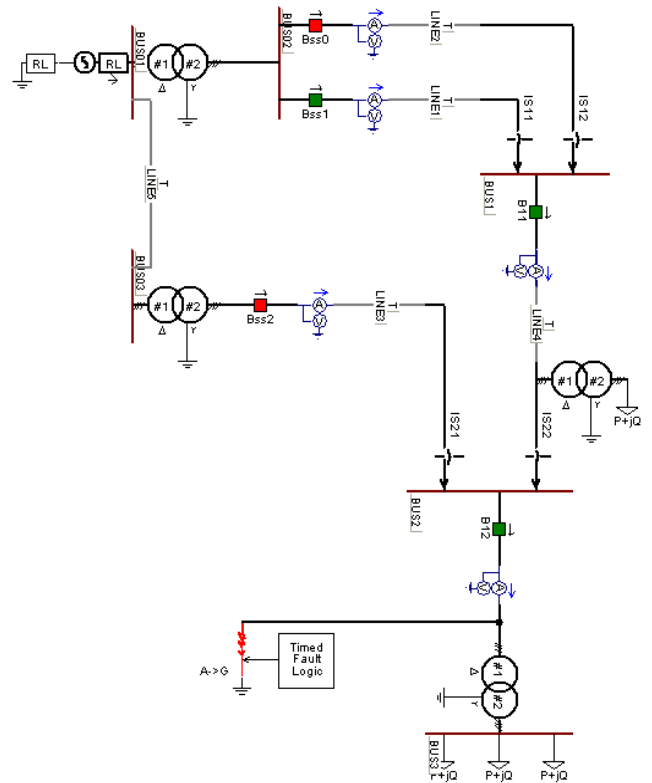 BUS01
RL
RL
#1
#2
Δ
Y
BUS02
Bss0
A
V
LINE2
T
Bss1
A
V
LINE1
T
IS11
IS12
LINE5
T
BUS1
B11
A
V
LINE4
T
BUS03
#1
#2
Δ
Y
Bss2
A
V
LINE3
T
#1
#2
Δ
Y
P+jQ
IS21
IS22
BUS2
B12
A
V
A->G
Timed
Fault
Logic
#1
#2
Δ
Y
BUS3
P+jQ
P+jQ
P+jQ